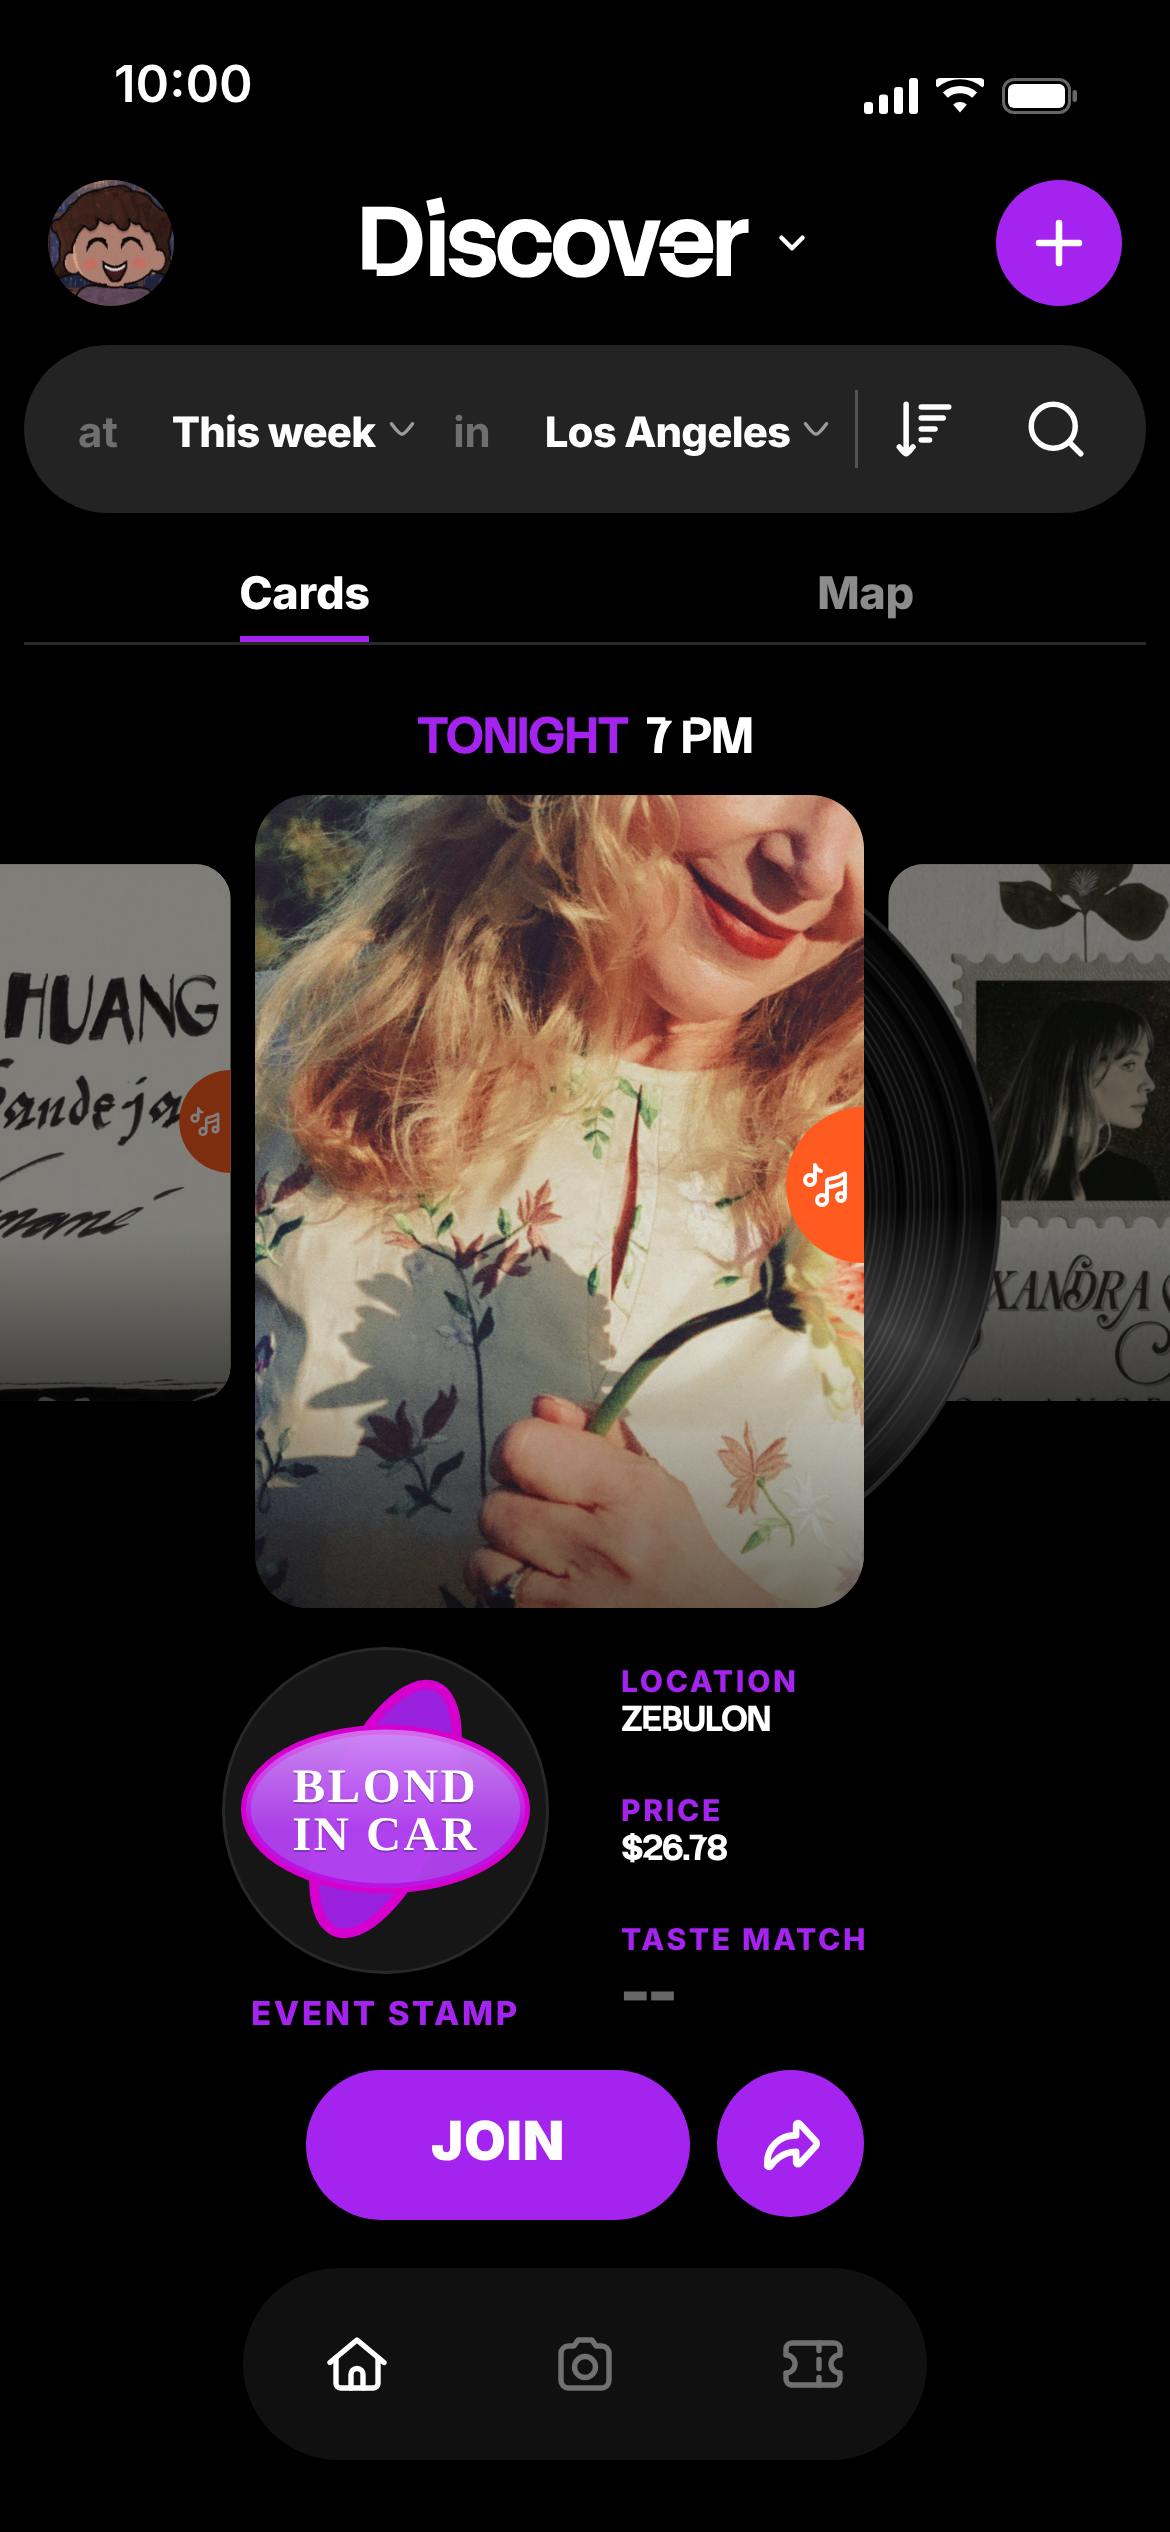 10:00
Discover
at This week in Los Angeles
Cards Map
TONIGHT 7 PM
HUANG
XANDRA
LOCATION
ZEBULON
PRICE
$26.78
TASTE MATCH
--
BLOND
IN CAR
EVENT STAMP
JOIN